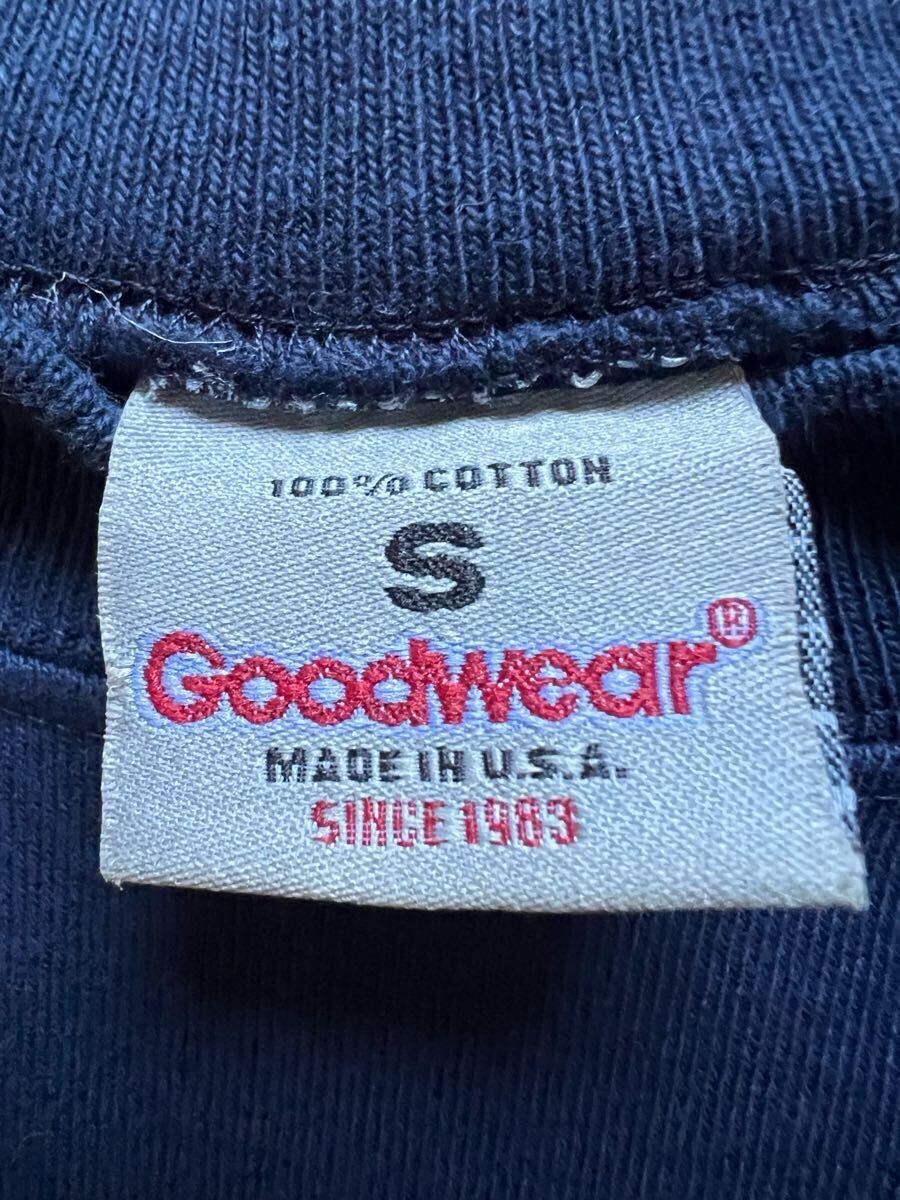 100% COTTON
S
Goodwear®
MADE IN U.S.A.
SINCE 1983